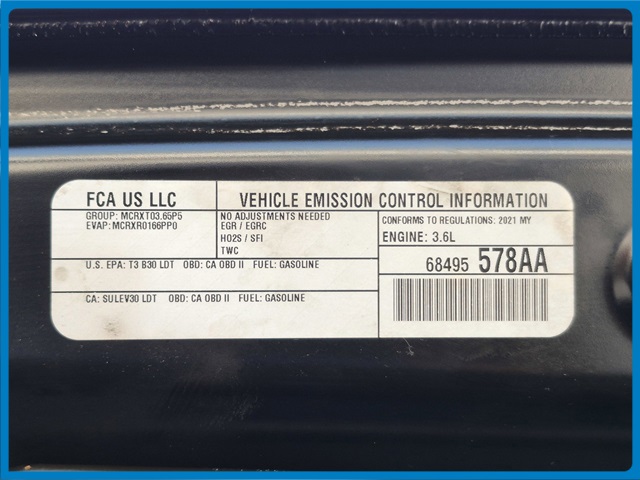 FCA US LLC
VEHICLE EMISSION CONTROL INFORMATION
GROUP: MCRXT03.65P5
EVAP: MCRXR0166PP0
NO ADJUSTMENTS NEEDED
EGR / EGRC
HO2S / SFI
TWC
CONFORMS TO REGULATIONS: 2021 MY
ENGINE: 3.6L
U.S. EPA: T3 B30 LDT OBD: CA OBD II FUEL: GASOLINE
68495 578AA
CA: SULEV30 LDT OBD: CA OBD II FUEL: GASOLINE